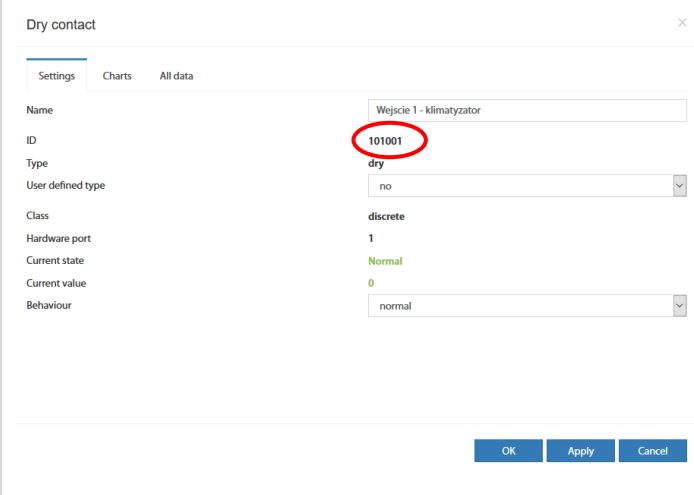 Dry contact
Settings Charts All data
Name Wejscie 1 - klimatyzator
ID 101001
Type dry
User defined type no
Class discrete
Hardware port 1
Current state Normal
Current value 0
Behaviour normal
OK Apply Cancel